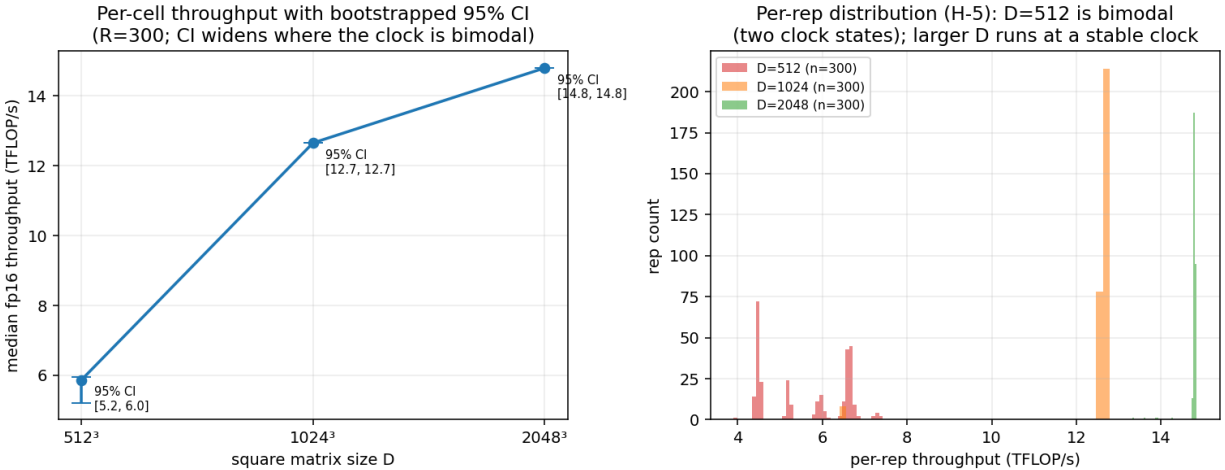 Per-cell throughput with bootstrapped 95% CI
(R=300; CI widens where the clock is bimodal)
median fp16 throughput (TFLOP/s)
14
12
10
8
6
95% CI
[5.2, 6.0]
95% CI
[12.7, 12.7]
95% CI
[14.8, 14.8]
512³
1024³
2048³
square matrix size D
Per-rep distribution (H-5): D=512 is bimodal
(two clock states); larger D runs at a stable clock
D=512 (n=300)
D=1024 (n=300)
D=2048 (n=300)
rep count
200
175
150
125
100
75
50
25
0
4
6
8
10
12
14
per-rep throughput (TFLOP/s)